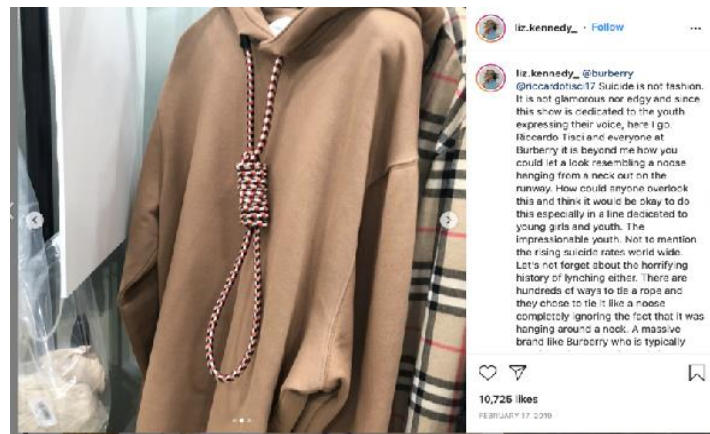 liz.kennedy_ · Follow
liz.kennedy_ @burberry
@riccardotisci17 Suicide is not fashion.
It is not glamorous nor edgy and since
this show is dedicated to the youth
expressing their voice, here I go.
Riccardo Tisci and everyone at
Burberry it is beyond me how you
could let a look resembling a noose
hanging from a neck out on the
runway. How could anyone overlook
this and think it would be okay to do
this especially in a line dedicated to
young girls and youth. The
impressionable youth. Not to mention
the rising suicide rates world wide.
Let's not forget about the horrifying
history of lynching either. There are
hundreds of ways to tie a rope and
they chose to tie it like a noose
completely ignoring the fact that it was
hanging around a neck. A massive
brand like Burberry who is typically
10,725 likes
FEBRUARY 17, 2019